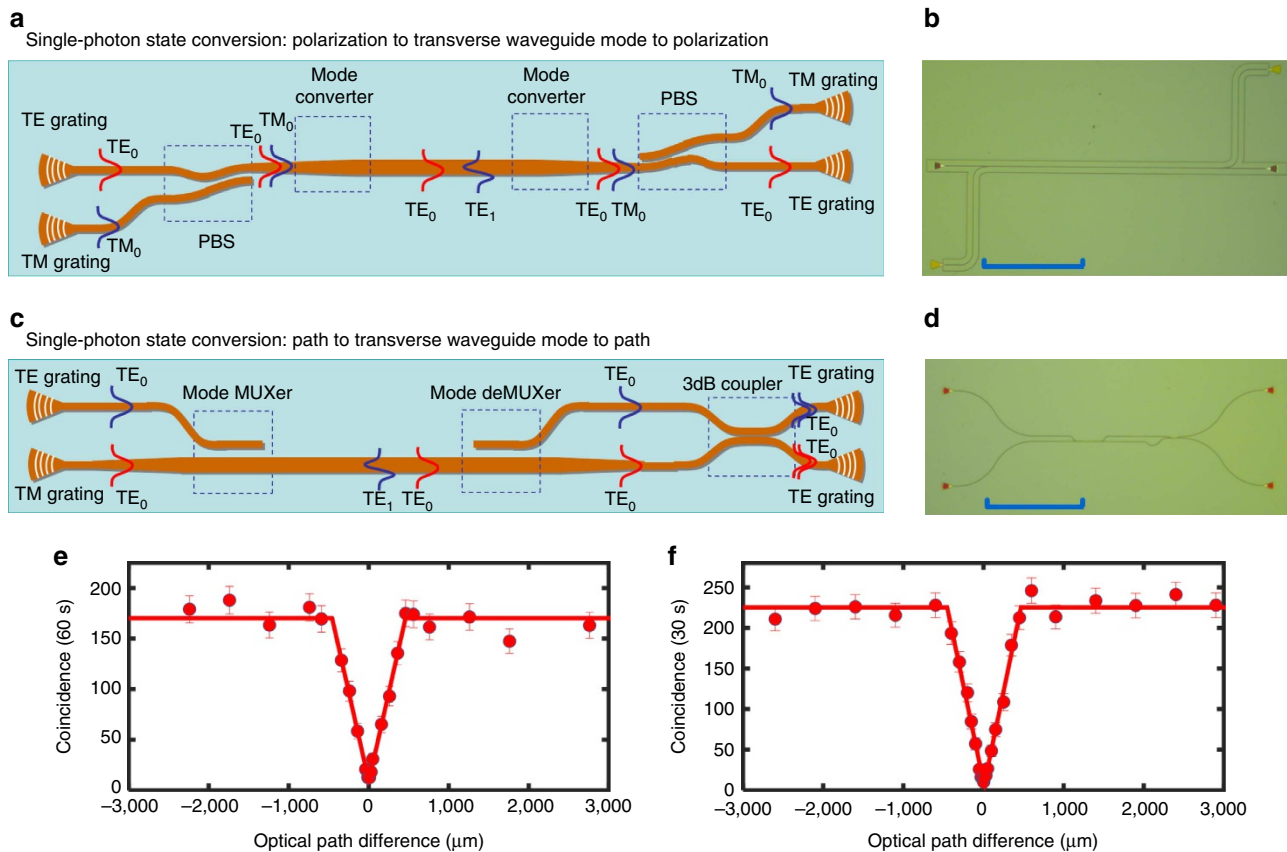 a
Single-photon state conversion: polarization to transverse waveguide mode to polarization
TE grating
TE0
TM grating
TM0
PBS
TE0
TM0
Mode
converter
TE0
TE1
Mode
converter
TE0
TM0
PBS
TM0
TM grating
TE0
TE grating
b
c
Single-photon state conversion: path to transverse waveguide mode to path
TE grating
TE0
TM grating
TE0
Mode MUXer
TE1
TE0
Mode deMUXer
TE0
TE0
3dB coupler
TE grating
TE0
TE0
TE grating
d
e
Coincidence (60 s)
200
150
100
50
0
–3,000
–2,000
–1,000
0
1,000
2,000
3,000
Optical path difference (μm)
f
Coincidence (30 s)
250
200
150
100
50
0
–3,000
–2,000
–1,000
0
1,000
2,000
3,000
Optical path difference (μm)